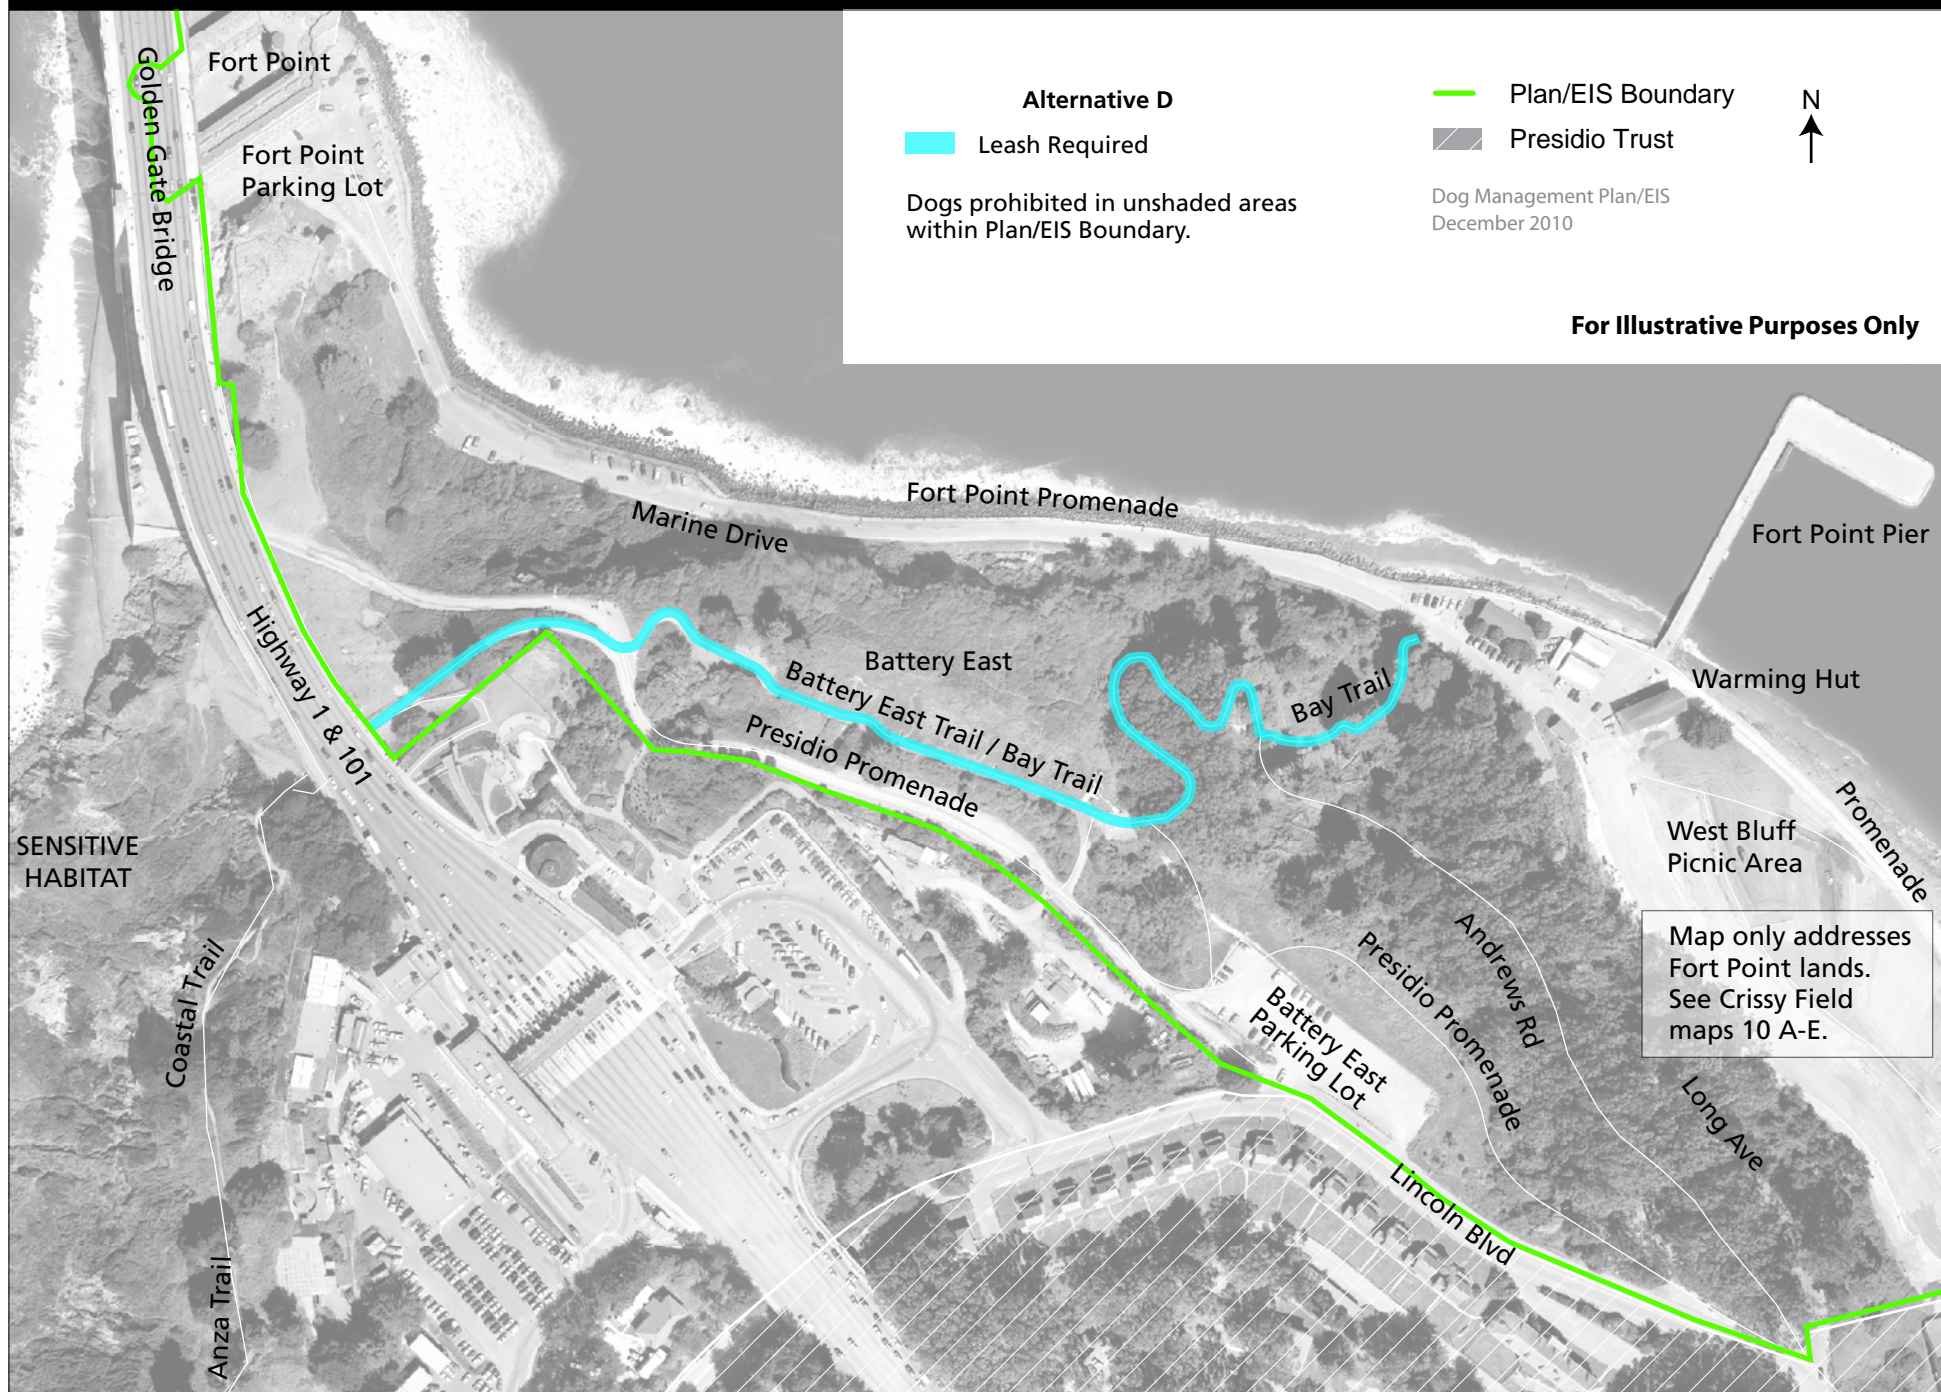 Alternative D
Leash Required
Dogs prohibited in unshaded areas
within Plan/EIS Boundary.
Plan/EIS Boundary
Presidio Trust
N
Dog Management Plan/EIS
December 2010
For Illustrative Purposes Only
Golden Gate Bridge
Fort Point
Fort Point
Parking Lot
Fort Point Promenade
Marine Drive
Fort Point Pier
Highway 1 & 101
Battery East
Battery East Trail / Bay Trail
Bay Trail
Warming Hut
Presidio Promenade
SENSITIVE
HABITAT
West Bluff
Picnic Area
Promenade
Map only addresses
Fort Point lands.
See Crissy Field
maps 10 A-E.
Coastal Trail
Battery East
Parking Lot
Presidio Promenade
Andrews Rd
Long Ave
Lincoln Blvd
Anza Trail